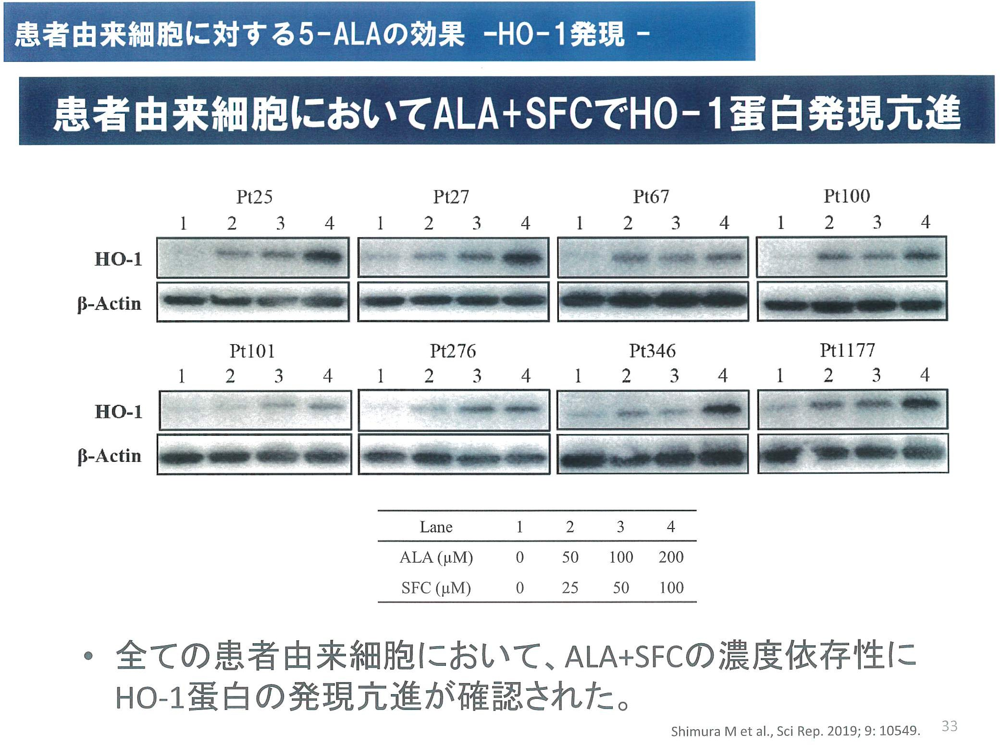 患者由来細胞に対する5-ALAの効果 -HO-1発現 -
患者由来細胞においてALA+SFCでHO-1蛋白発現亢進
Pt25 Pt27 Pt67 Pt100
1 2 3 4 1 2 3 4 1 2 3 4 1 2 3 4
HO-1
β-Actin
Pt101 Pt276 Pt346 Pt1177
1 2 3 4 1 2 3 4 1 2 3 4 1 2 3 4
HO-1
β-Actin
Lane 1 2 3 4
ALA (µM) 0 50 100 200
SFC (µM) 0 25 50 100
• 全ての患者由来細胞において、ALA+SFCの濃度依存性に
HO-1蛋白の発現亢進が確認された。
Shimura M et al., Sci Rep. 2019; 9: 10549. 33